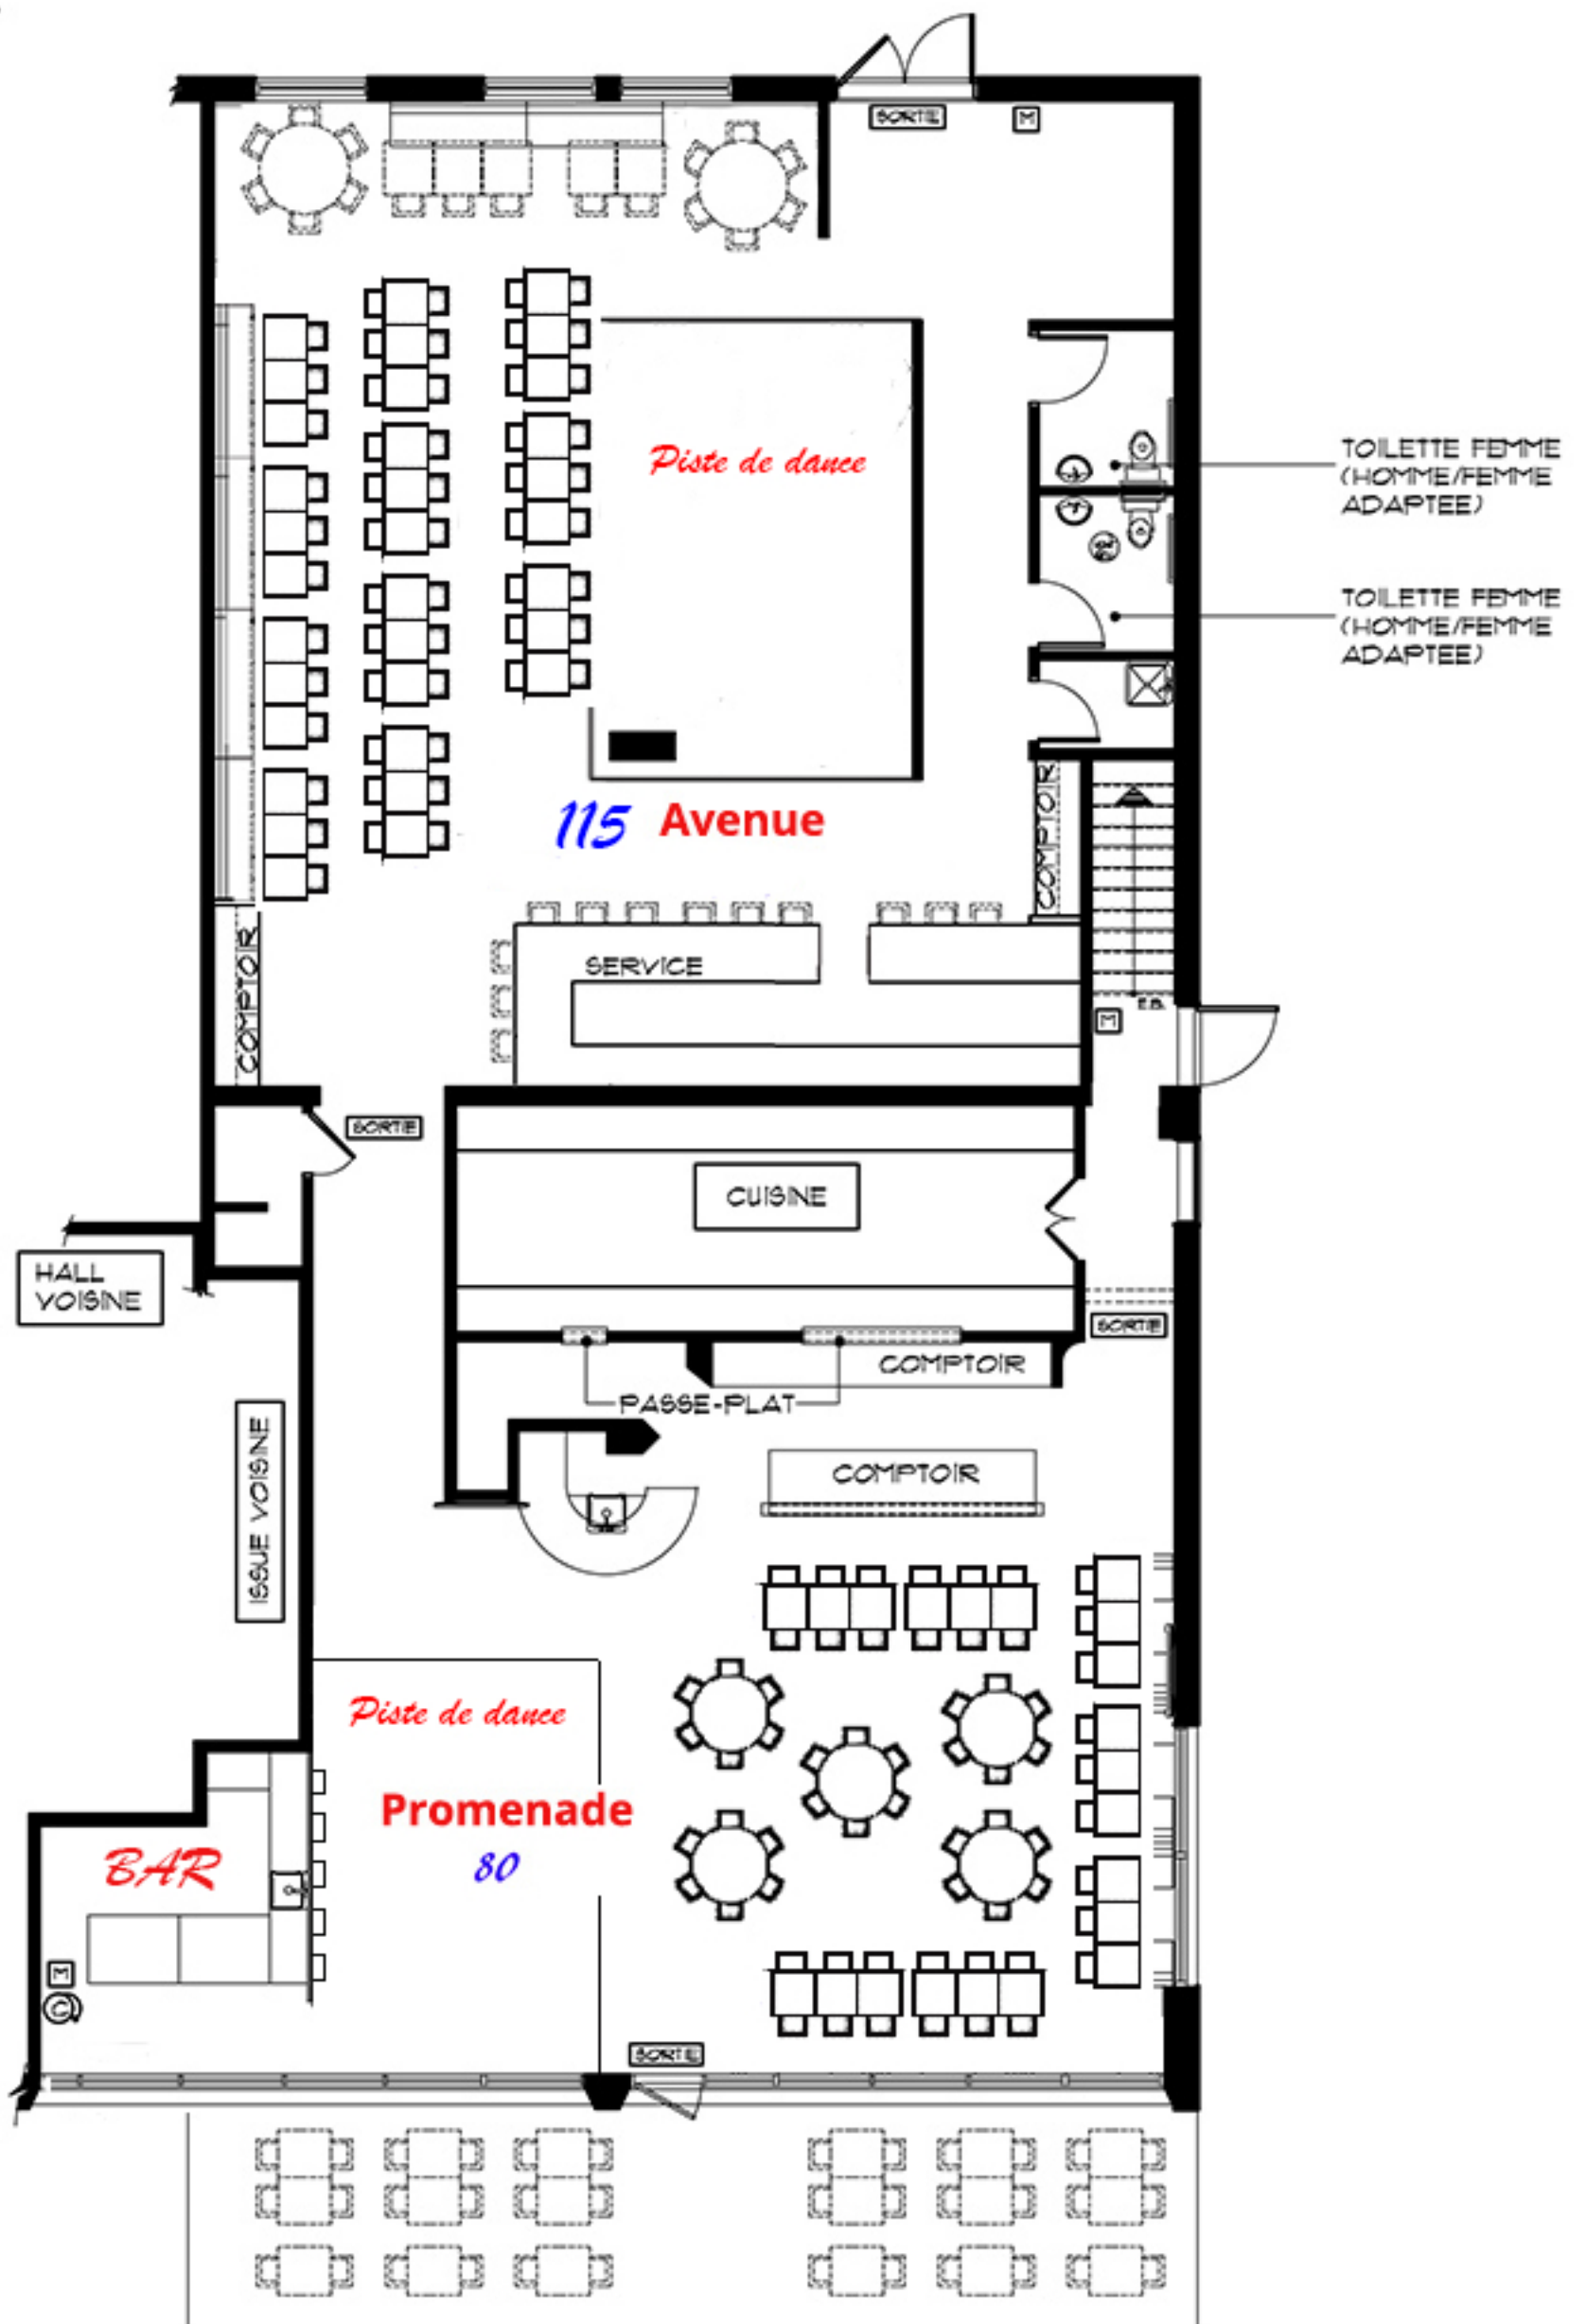 SORTIE
M
Piste de dance
TOILETTE FEMME
(HOMME/FEMME
ADAPTEE)
TOILETTE FEMME
(HOMME/FEMME
ADAPTEE)
115 Avenue
COMPTOIR
COMPTOIR
SERVICE
E.B.
M
SORTIE
CUISINE
HALL
VOISINE
SORTIE
COMPTOIR
PASSE-PLAT
COMPTOIR
ISSUE VOISINE
Piste de dance
Promenade
80
BAR
M
C
SORTIE